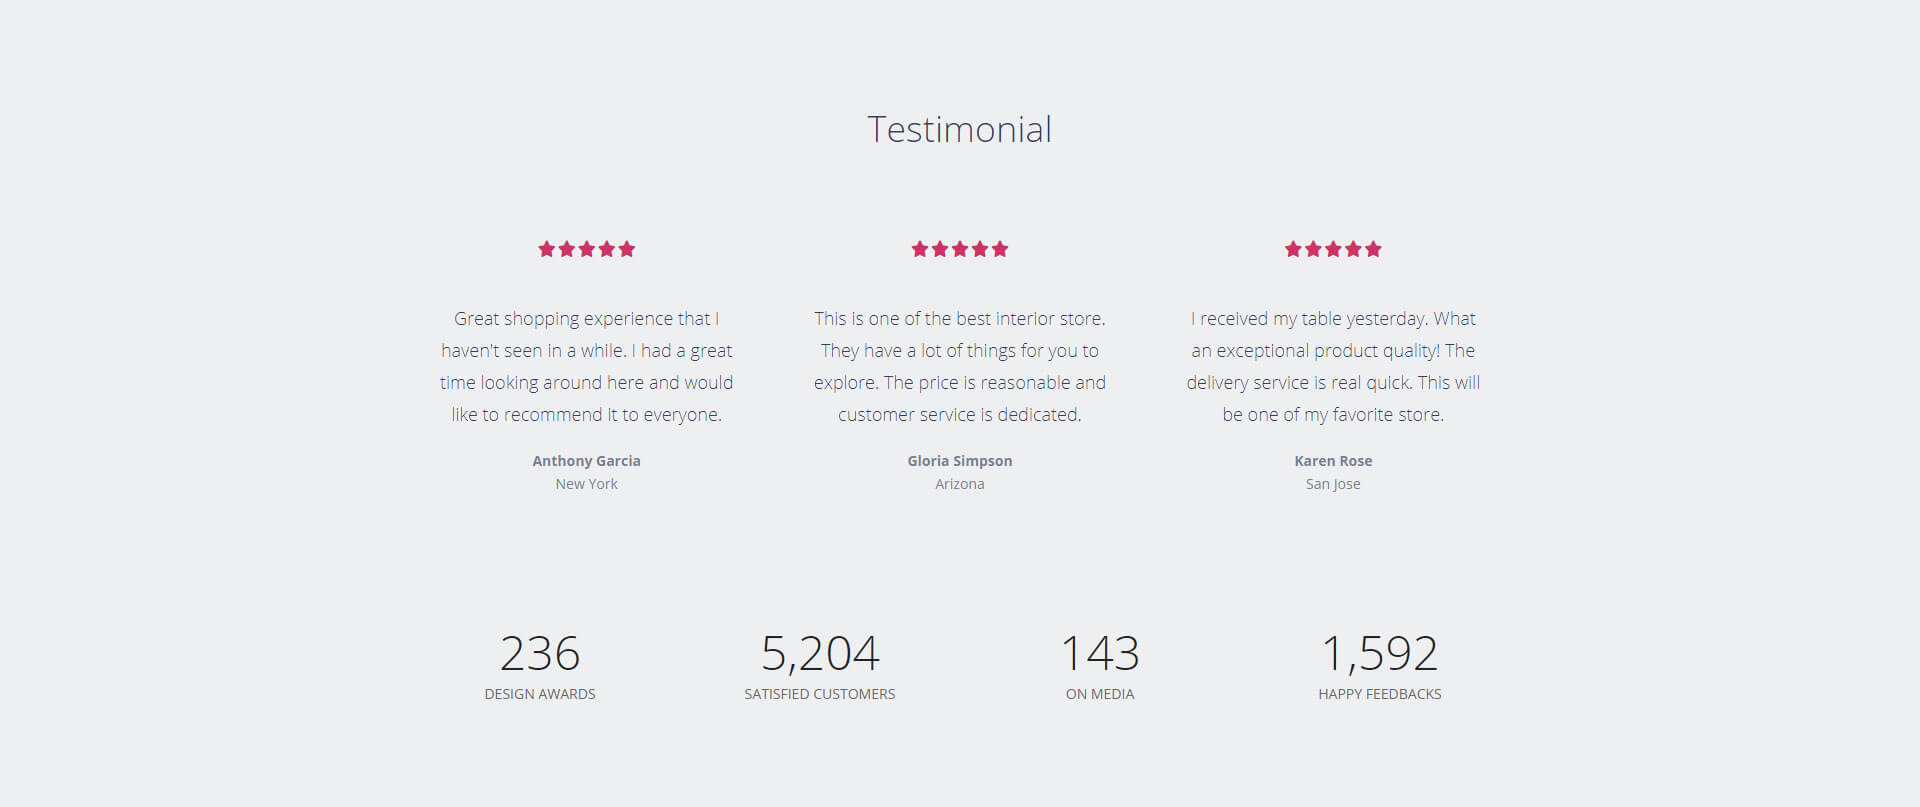 Testimonial
Great shopping experience that I
haven't seen in a while. I had a great
time looking around here and would
like to recommend it to everyone.
Anthony Garcia
New York
This is one of the best interior store.
They have a lot of things for you to
explore. The price is reasonable and
customer service is dedicated.
Gloria Simpson
Arizona
I received my table yesterday. What
an exceptional product quality! The
delivery service is real quick. This will
be one of my favorite store.
Karen Rose
San Jose
236
DESIGN AWARDS
5,204
SATISFIED CUSTOMERS
143
ON MEDIA
1,592
HAPPY FEEDBACKS